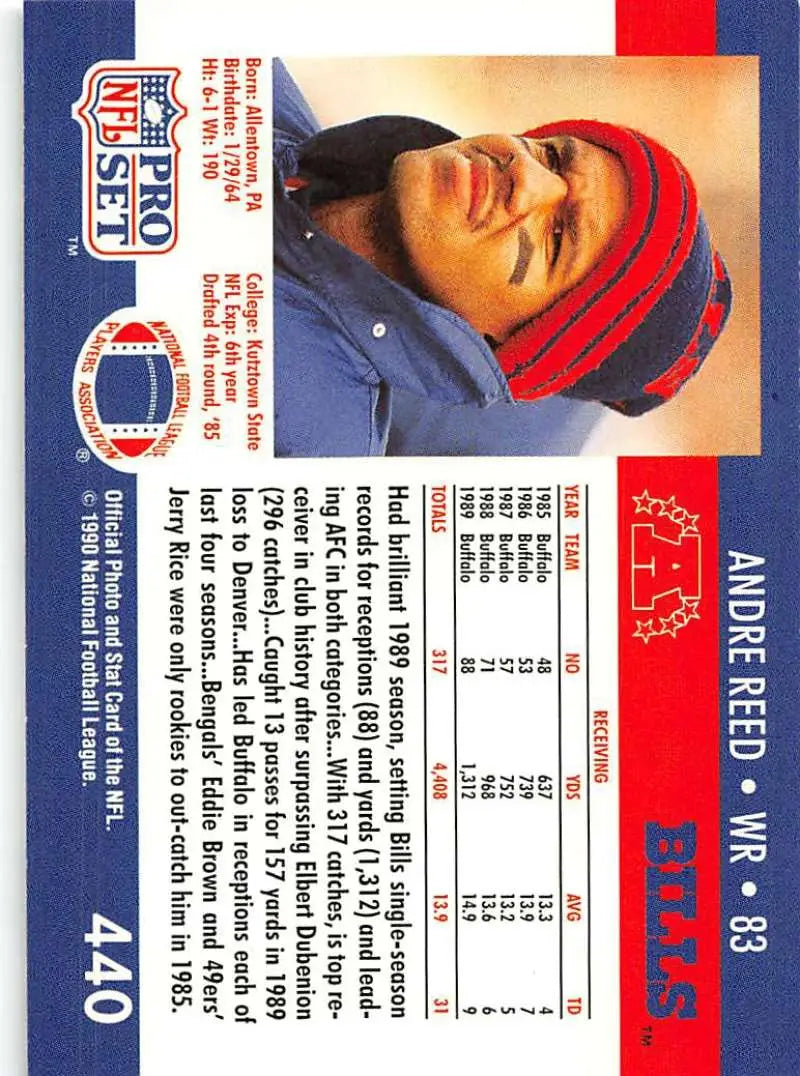 ANDRE REED • WR • 83
BILLS™
A
RECEIVING
YEAR TEAM NO YDS AVG TD
1985 Buffalo 48 637 13.3 4
1986 Buffalo 53 739 13.9 7
1987 Buffalo 57 752 13.2 5
1988 Buffalo 71 968 13.6 6
1989 Buffalo 88 1,312 14.9 9
TOTALS 317 4,408 13.9 31
Had brilliant 1989 season, setting Bills single-season
records for receptions (88) and yards (1,312) and lead-
ing AFC in both categories...With 317 catches, is top re-
ceiver in club history after surpassing Elbert Dubenion
(296 catches)...Caught 13 passes for 157 yards in 1989
loss to Denver...Has led Buffalo in receptions each of
last four seasons...Bengals' Eddie Brown and 49ers'
Jerry Rice were only rookies to out-catch him in 1985.
Born: Allentown, PA
Birthdate: 1/29/64
Ht: 6-1 Wt: 190
College: Kutztown State
NFL Exp: 6th year
Drafted 4th round, '85
PRO
NFL SET
™
NATIONAL FOOTBALL LEAGUE
PLAYERS ASSOCIATION
®
Official Photo and Stat Card of the NFL.
© 1990 National Football League.
440